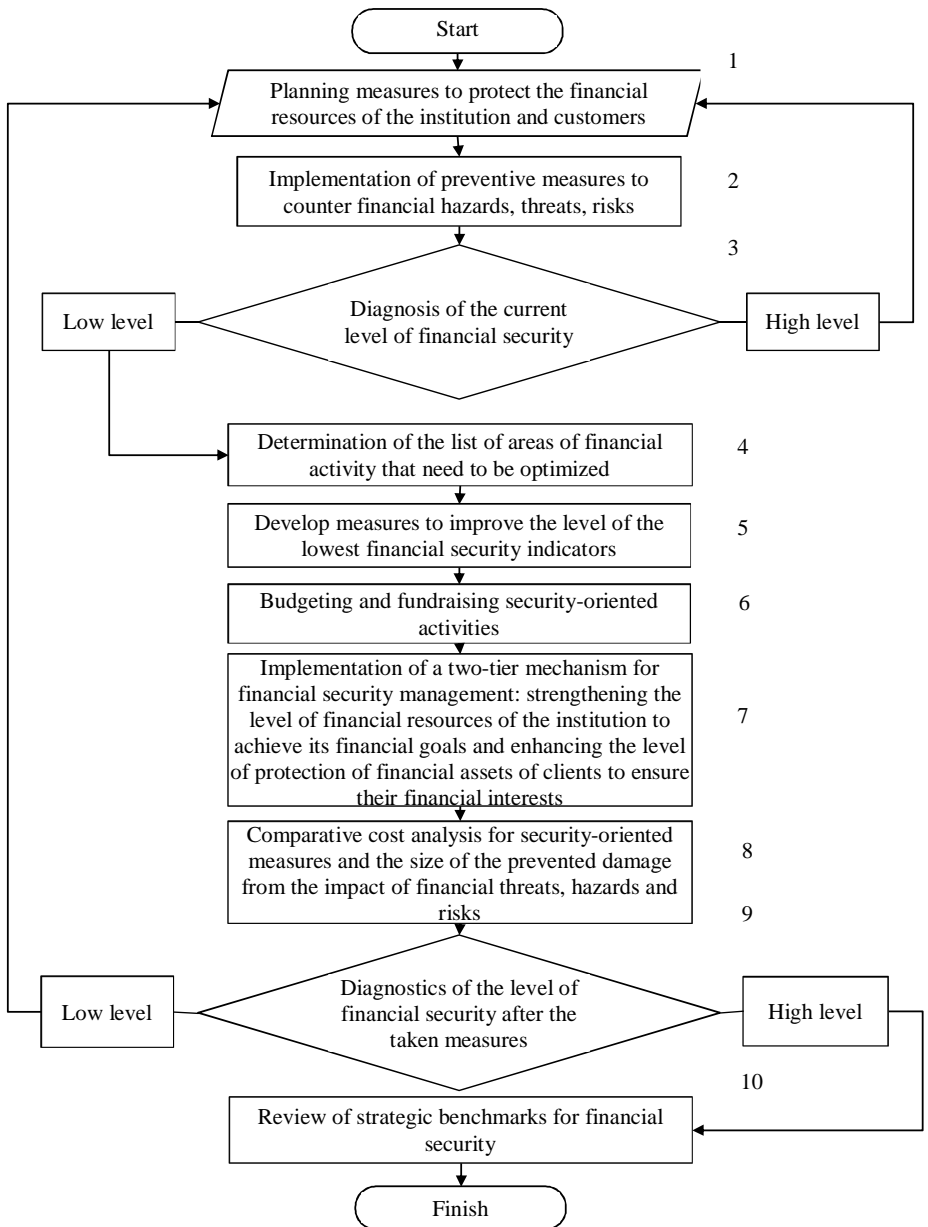 Start
1
Planning measures to protect the financial
resources of the institution and customers
2
Implementation of preventive measures to
counter financial hazards, threats, risks
3
Low level
Diagnosis of the current
level of financial security
High level
Determination of the list of areas of financial
activity that need to be optimized
4
Develop measures to improve the level of the
lowest financial security indicators
5
Budgeting and fundraising security-oriented
activities
6
Implementation of a two-tier mechanism for
financial security management: strengthening the
level of financial resources of the institution to
achieve its financial goals and enhancing the level
of protection of financial assets of clients to ensure
their financial interests
7
Comparative cost analysis for security-oriented
measures and the size of the prevented damage
from the impact of financial threats, hazards and
risks
8
9
Low level
Diagnostics of the level of
financial security after the
taken measures
High level
10
Review of strategic benchmarks for financial
security
Finish